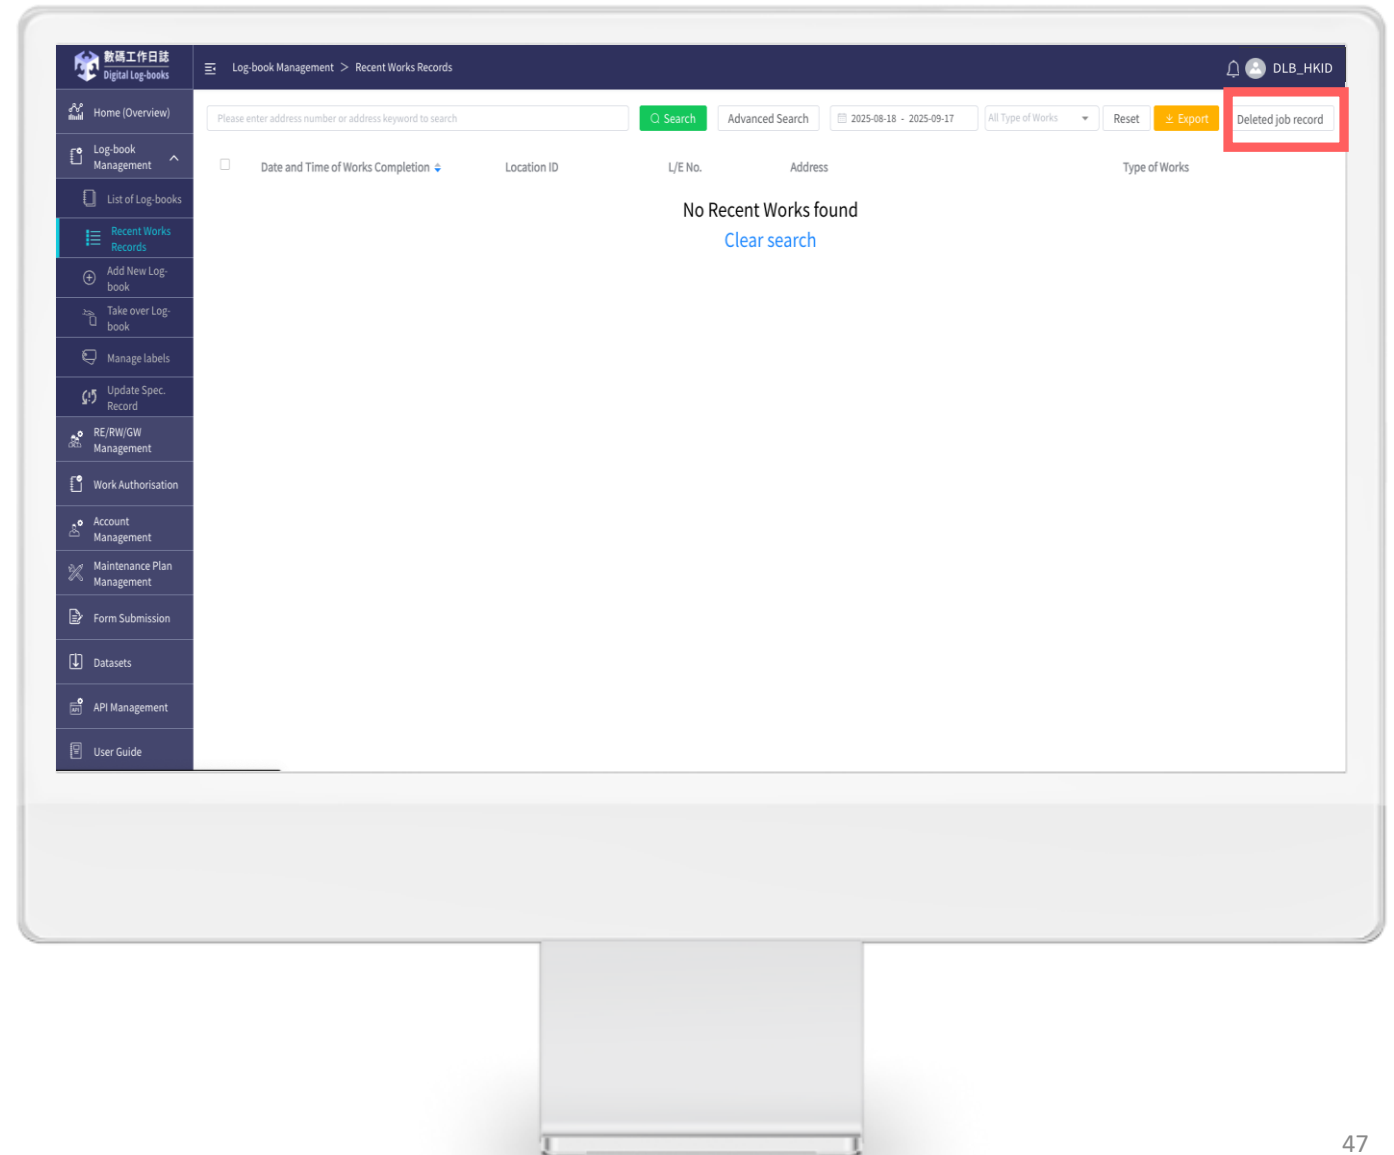 數碼工作日誌
Digital Log-books
Log-book Management > Recent Works Records
DLB_HKID
Home (Overview)
Log-book
Management
List of Log-books
Recent Works
Records
Add New Log-
book
Take over Log-
book
Manage labels
Update Spec.
Record
RE/RW/GW
Management
Work Authorisation
Account
Management
Maintenance Plan
Management
Form Submission
Datasets
API Management
User Guide
Please enter address number or address keyword to search
Search
Advanced Search
2025-08-18 - 2025-09-17
All Type of Works
Reset
Export
Deleted job record
Date and Time of Works Completion
Location ID
L/E No.
Address
Type of Works
No Recent Works found
Clear search
47